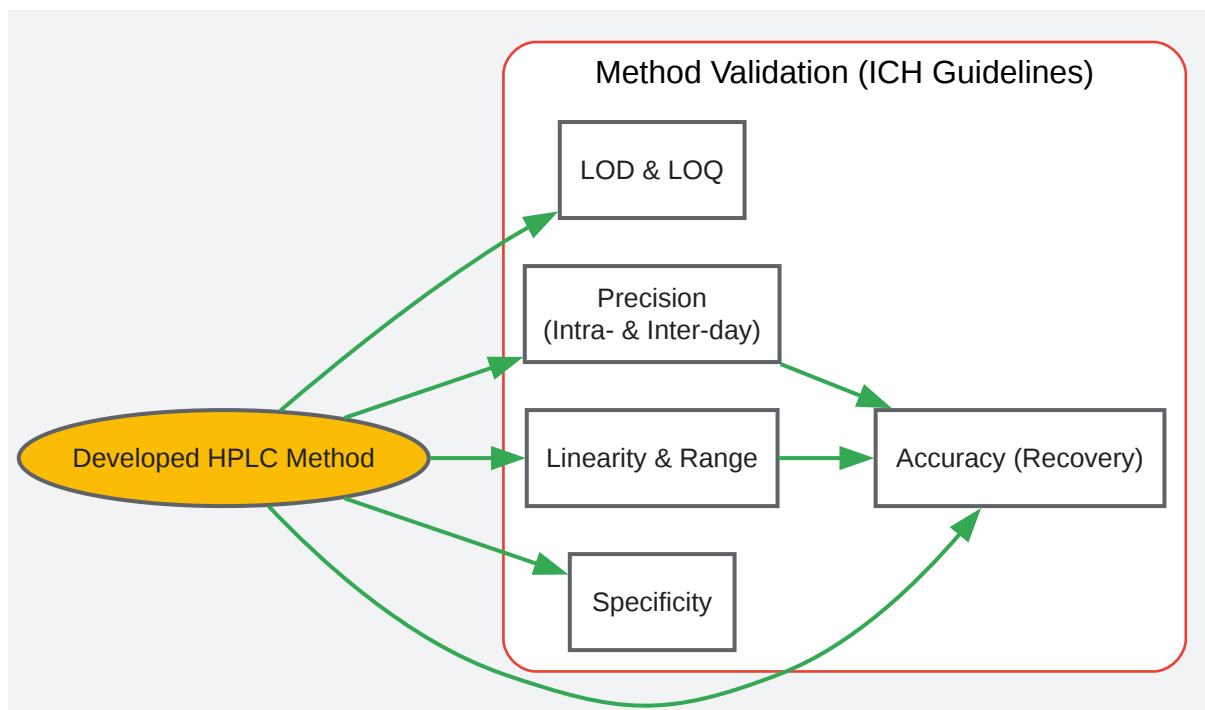 Method Validation (ICH Guidelines)
LOD & LOQ
Precision
(Intra- & Inter-day)
Developed HPLC Method
Linearity & Range
Accuracy (Recovery)
Specificity